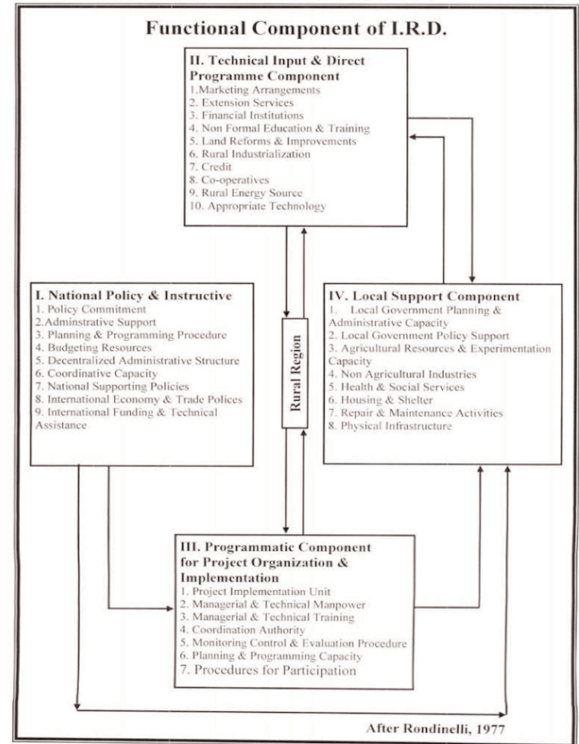 Functional Component of I.R.D.
II. Technical Input & Direct
Programme Component
1.Marketing Arrangements
2. Extension Services
3. Financial Institutions
4. Non Formal Education & Training
5. Land Reforms & Improvements
6. Rural Industrialization
7. Credit
8. Co-operatives
9. Rural Energy Source
10. Appropriate Technology
I. National Policy & Instructive
1. Policy Commitment
2.Adminstrative Support
3. Planning & Programming Procedure
4. Budgeting Resources
5. Decentralized Administrative Structure
6. Coordinative Capacity
7. National Supporting Policies
8. International Economy & Trade Polices
9. International Funding & Technical
Assistance
Rural Region
IV. Local Support Component
1. Local Government Planning &
Administrative Capacity
2. Local Government Policy Support
3. Agricultural Resources & Experimentation
Capacity
4. Non Agricultural Industries
5. Health & Social Services
6. Housing & Shelter
7. Repair & Maintenance Activities
8. Physical Infrastructure
III. Programmatic Component
for Project Organization &
Implementation
1. Project Implementation Unit
2. Managerial & Technical Manpower
3. Managerial & Technical Training
4. Coordination Authority
5. Monitoring Control & Evaluation Procedure
6. Planning & Programming Capacity
7. Procedures for Participation
After Rondinelli, 1977